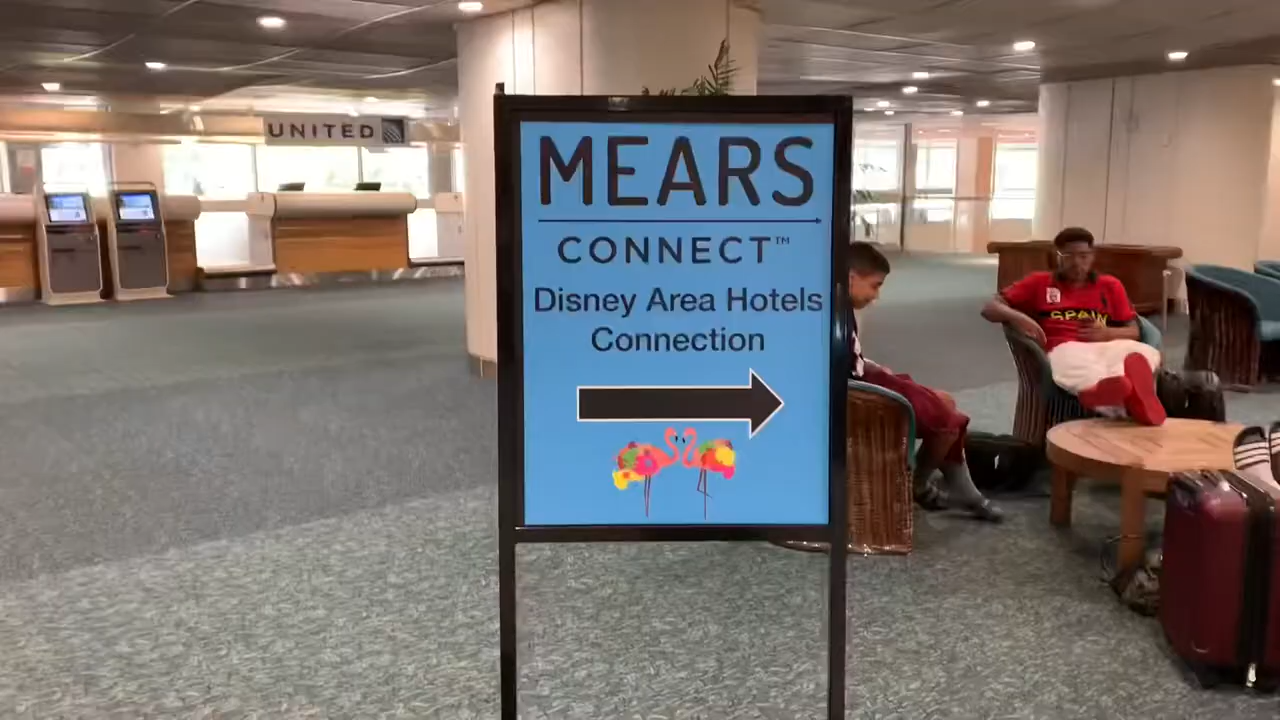 UNITED
MEARS
CONNECT™
Disney Area Hotels
Connection
SPAIN